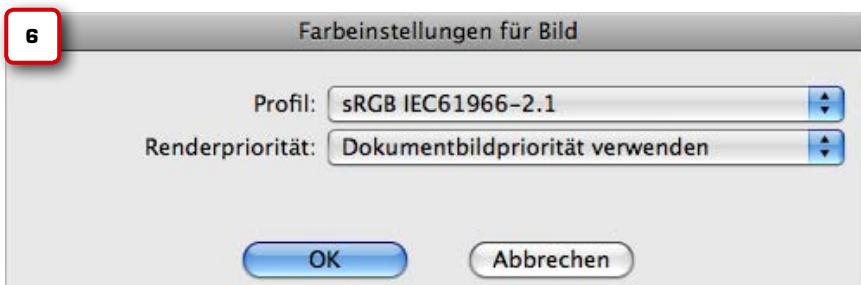 6
Farbeinstellungen für Bild
Profil: sRGB IEC61966-2.1
Renderpriorität: Dokumentbildpriorität verwenden
OK Abbrechen